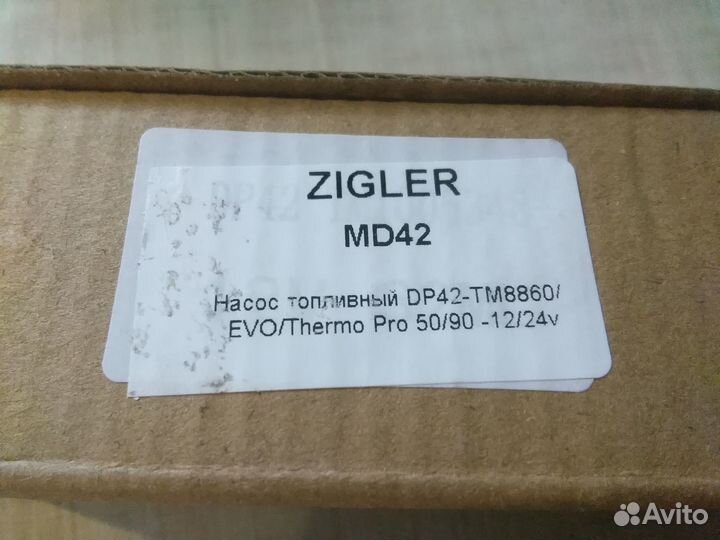 ZIGLER
MD42
Насос топливный DP42-TM8860/
EVO/Thermo Pro 50/90 -12/24v
Avito